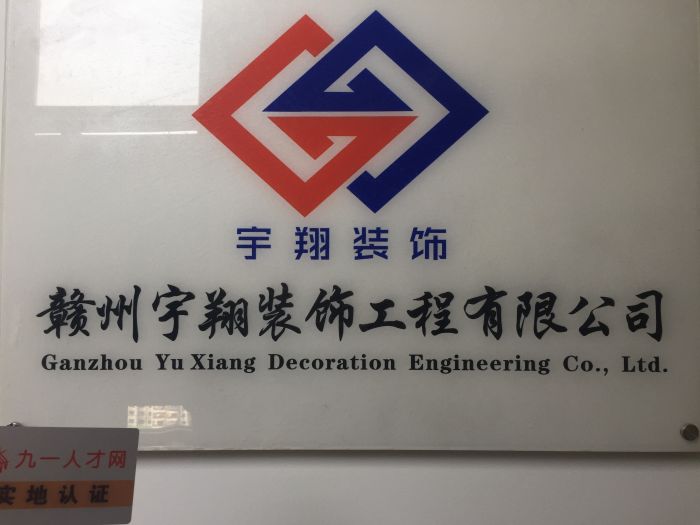 宇翔装饰
赣州宇翔装饰工程有限公司
Ganzhou Yu Xiang Decoration Engineering Co., Ltd.
九一人才网
实地认证